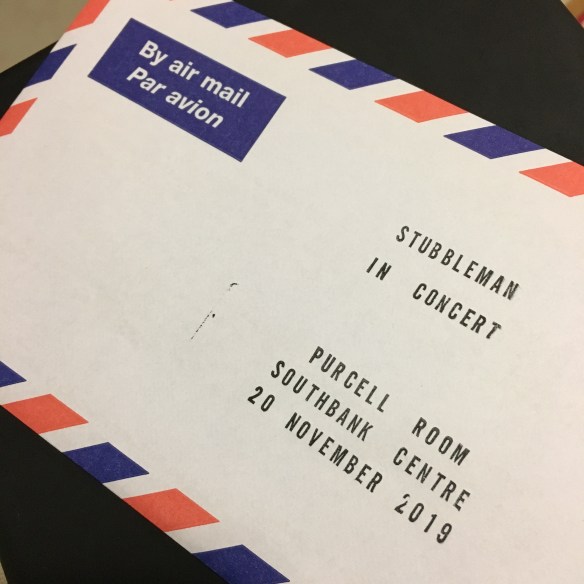 By air mail
Par avion
STUBBLEMAN
IN CONCERT
PURCELL ROOM
SOUTHBANK CENTRE
20 NOVEMBER 2019